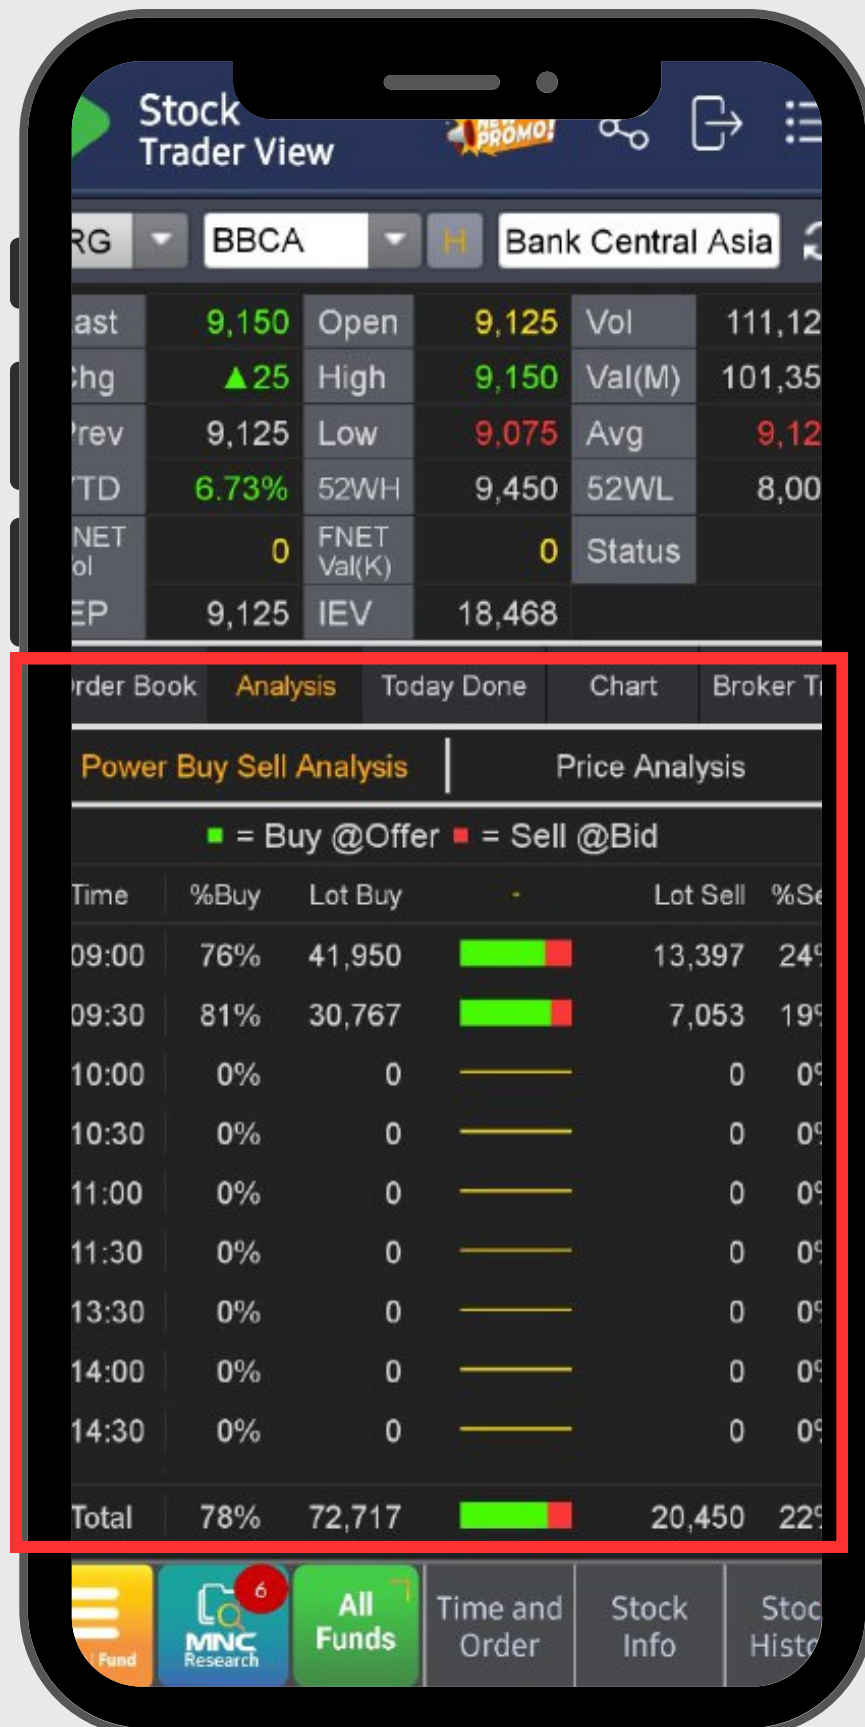 Stock
Trader View
NEW
PROMO!
RG BBCA H Bank Central Asia
ast 9,150 Open 9,125 Vol 111,12
hg ▲25 High 9,150 Val(M) 101,35
rev 9,125 Low 9,075 Avg 9,12
TD 6.73% 52WH 9,450 52WL 8,00
NET
ol 0 FNET
Val(K) 0 Status
EP 9,125 IEV 18,468
rder Book Analysis Today Done Chart Broker Tr
Power Buy Sell Analysis | Price Analysis
= Buy @Offer = Sell @Bid
Time %Buy Lot Buy - Lot Sell %Se
09:00 76% 41,950 13,397 24%
09:30 81% 30,767 7,053 19%
10:00 0% 0 0 0%
10:30 0% 0 0 0%
11:00 0% 0 0 0%
11:30 0% 0 0 0%
13:30 0% 0 0 0%
14:00 0% 0 0 0%
14:30 0% 0 0 0%
Total 78% 72,717 20,450 22%
Fund
6
MNC
Research
All
Funds
Time and
Order
Stock
Info
Stoc
Histo